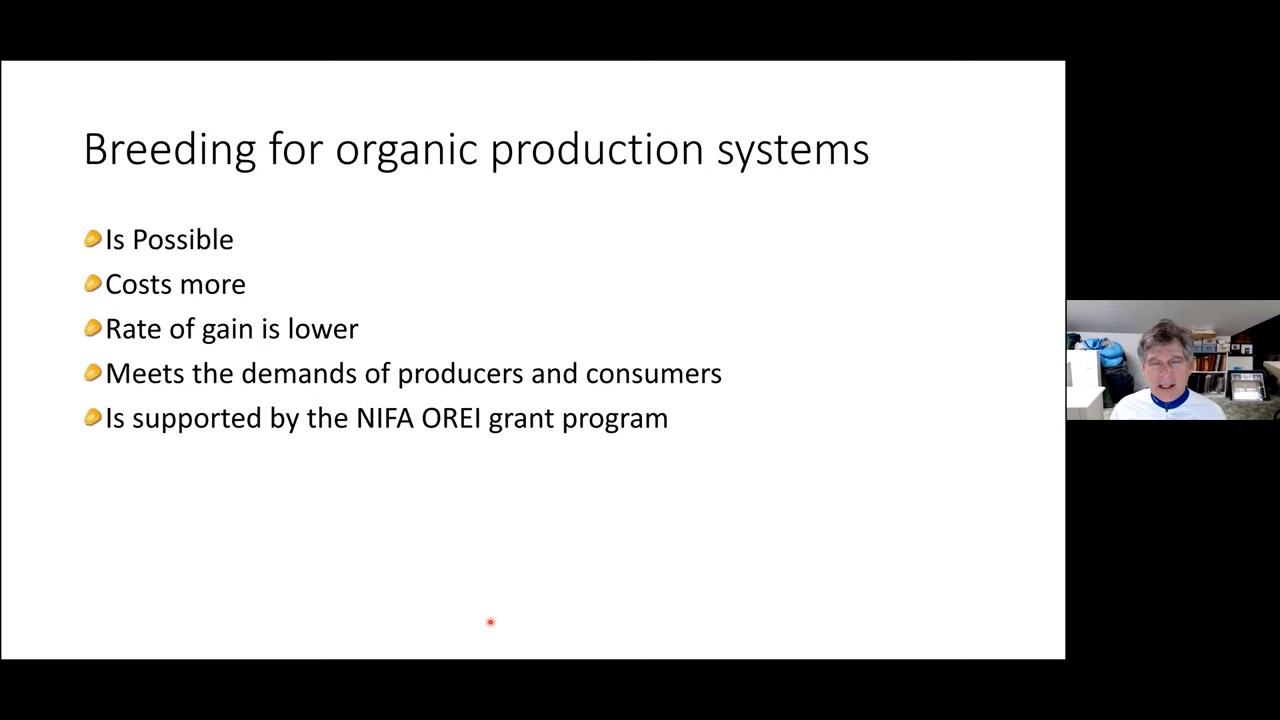 Breeding for organic production systems
Is Possible
Costs more
Rate of gain is lower
Meets the demands of producers and consumers
Is supported by the NIFA OREI grant program